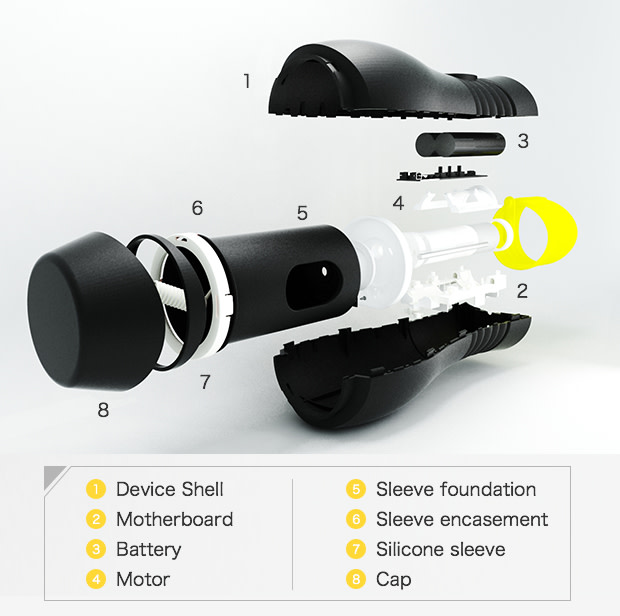 1
3
4
6
5
2
7
8
1 Device Shell
2 Motherboard
3 Battery
4 Motor
5 Sleeve foundation
6 Sleeve encasement
7 Silicone sleeve
8 Cap